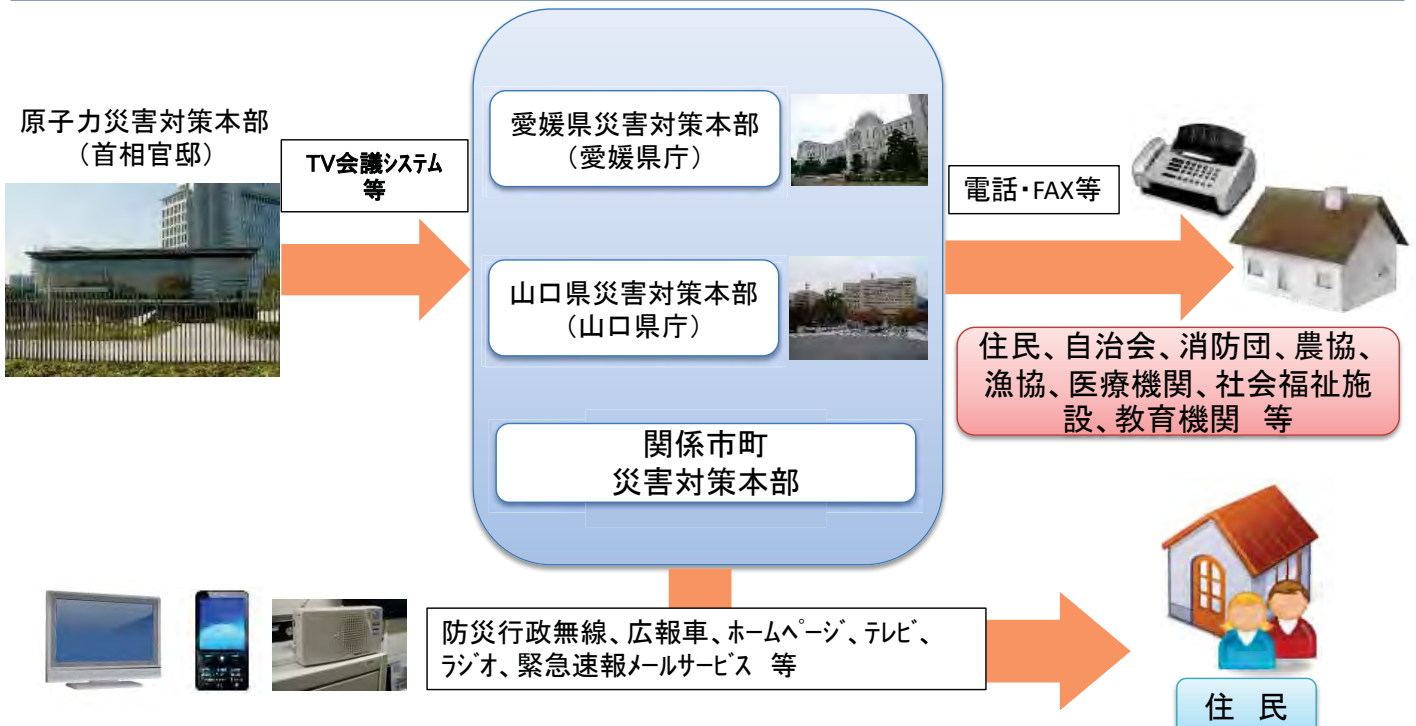 原子力災害対策本部
（首相官邸）
TV会議ｼｽﾃﾑ
等
愛媛県災害対策本部
（愛媛県庁）
山口県災害対策本部
（山口県庁）
関係市町
災害対策本部
電話・FAX等
住民、自治会、消防団、農協、
漁協、医療機関、社会福祉施
設、教育機関　等
防災行政無線、広報車、ﾎｰﾑﾍﾟｰｼﾞ、ﾃﾚﾋﾞ、
ﾗｼﾞｵ、緊急速報ﾒｰﾙｻｰﾋﾞｽ　等
住　民